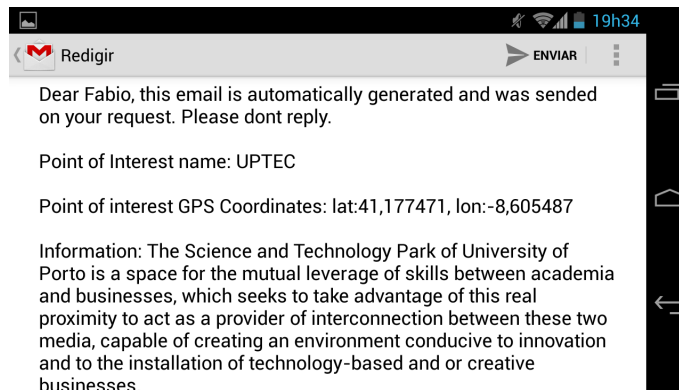 19h34
Redigir
ENVIAR
Dear Fabio, this email is automatically generated and was sended
on your request. Please dont reply.
Point of Interest name: UPTEC
Point of interest GPS Coordinates: lat:41,177471, lon:-8,605487
Information: The Science and Technology Park of University of
Porto is a space for the mutual leverage of skills between academia
and businesses, which seeks to take advantage of this real
proximity to act as a provider of interconnection between these two
media, capable of creating an environment conducive to innovation
and to the installation of technology-based and or creative
businesses